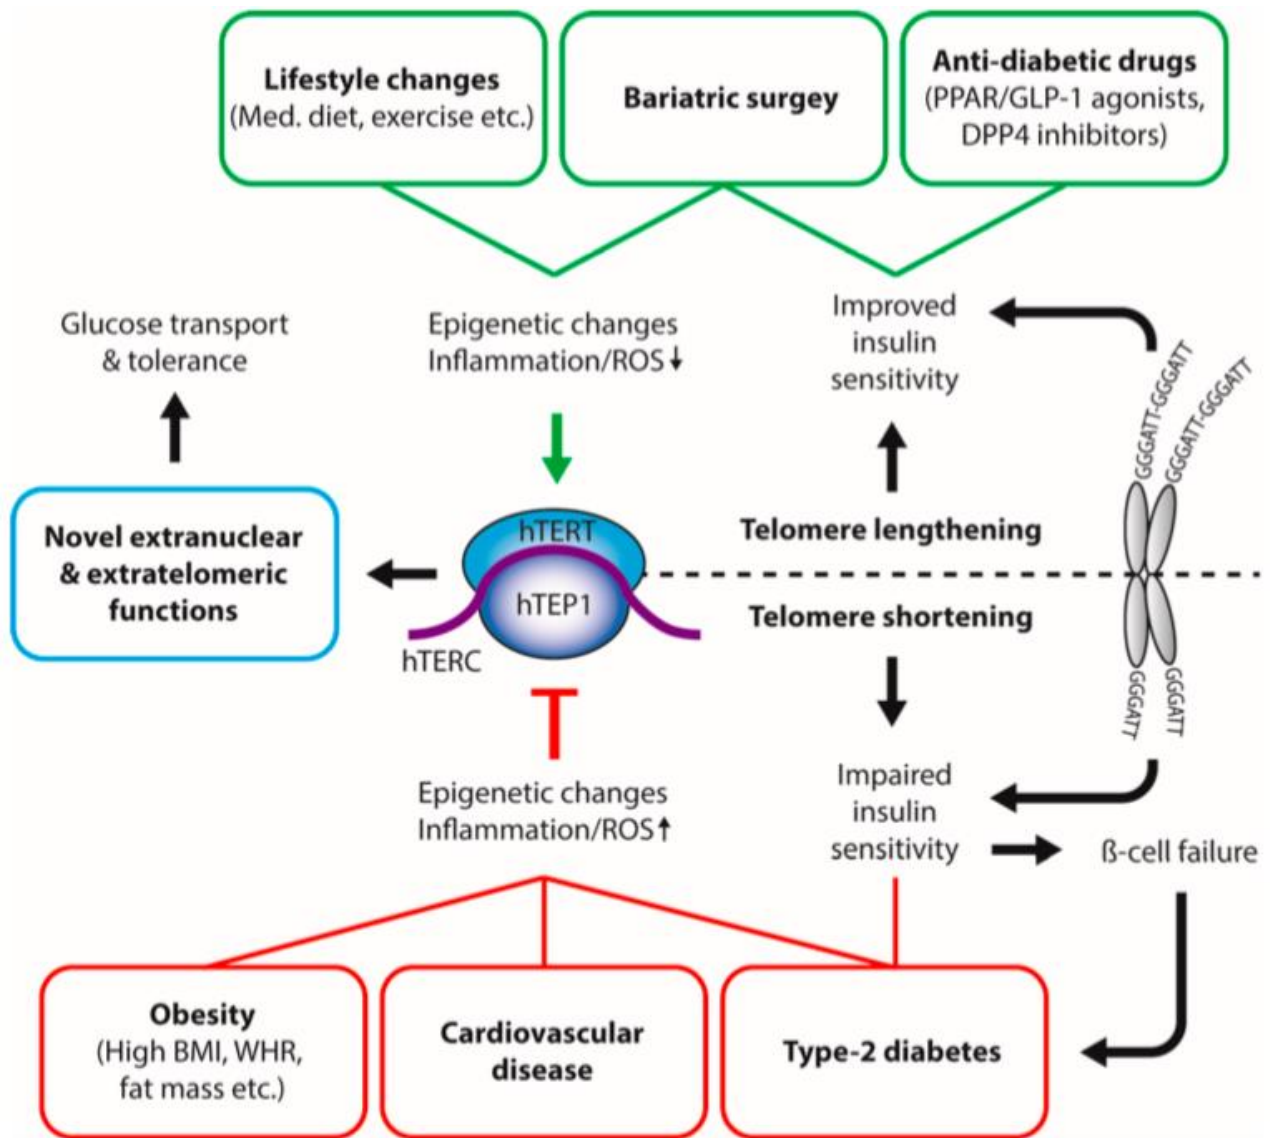 Lifestyle changes
(Med. diet, exercise etc.)
Bariatric surgey
Anti-diabetic drugs
(PPAR/GLP-1 agonists,
DPP4 inhibitors)
Glucose transport
& tolerance
Epigenetic changes
Inflammation/ROS↓
Improved
insulin
sensitivity
GGGATT-GGGATT
GGGATT-GGGATT
Novel extranuclear
& extratelomeric
functions
hTERT
hTEP1
hTERC
Telomere lengthening
Telomere shortening
GGGATT
GGGATT
Epigenetic changes
Inflammation/ROS↑
Impaired
insulin
sensitivity
ß-cell failure
Obesity
(High BMI, WHR,
fat mass etc.)
Cardiovascular
disease
Type-2 diabetes